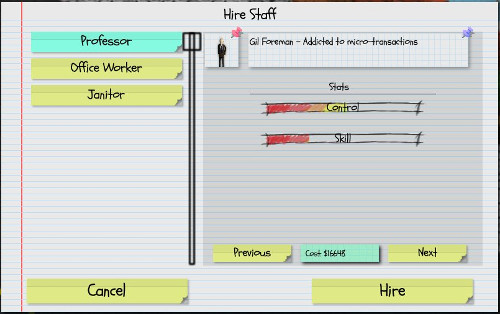 Hire Staff
Professor
Office Worker
Janitor
Gil Foreman - Addicted to micro-transactions
Stats
Control
Skill
Previous
Cost $16648
Next
Cancel
Hire